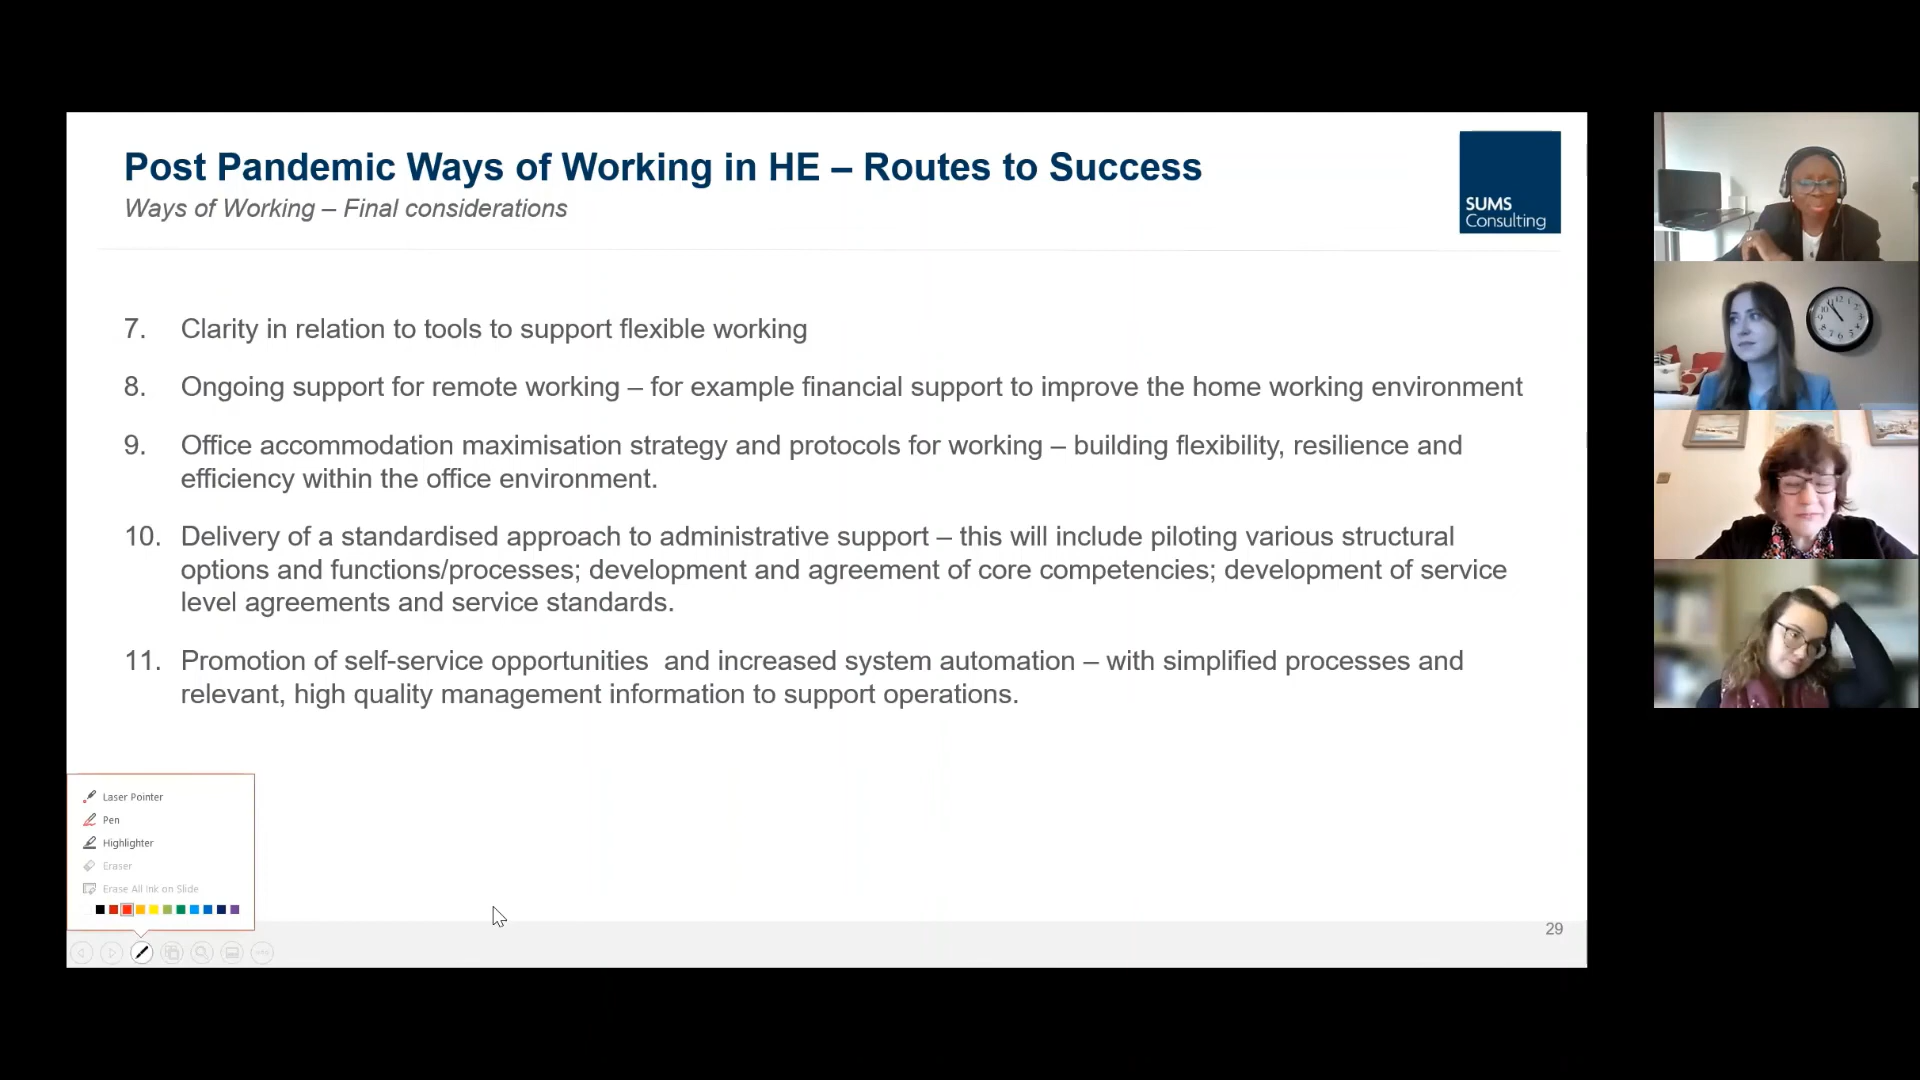 Post Pandemic Ways of Working in HE – Routes to Success
Ways of Working – Final considerations
SUMS
Consulting
7. Clarity in relation to tools to support flexible working
8. Ongoing support for remote working – for example financial support to improve the home working environment
9. Office accommodation maximisation strategy and protocols for working – building flexibility, resilience and
efficiency within the office environment.
10. Delivery of a standardised approach to administrative support – this will include piloting various structural
options and functions/processes; development and agreement of core competencies; development of service
level agreements and service standards.
11. Promotion of self-service opportunities  and increased system automation – with simplified processes and
relevant, high quality management information to support operations.
Laser Pointer
Pen
Highlighter
Eraser
Erase All Ink on Slide
29